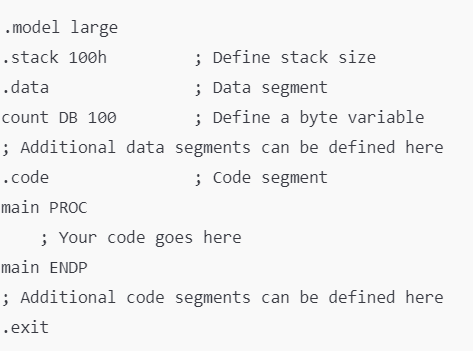 .model large
.stack 100h ; Define stack size
.data ; Data segment
count DB 100 ; Define a byte variable
; Additional data segments can be defined here
.code ; Code segment
main PROC
; Your code goes here
main ENDP
; Additional code segments can be defined here
.exit